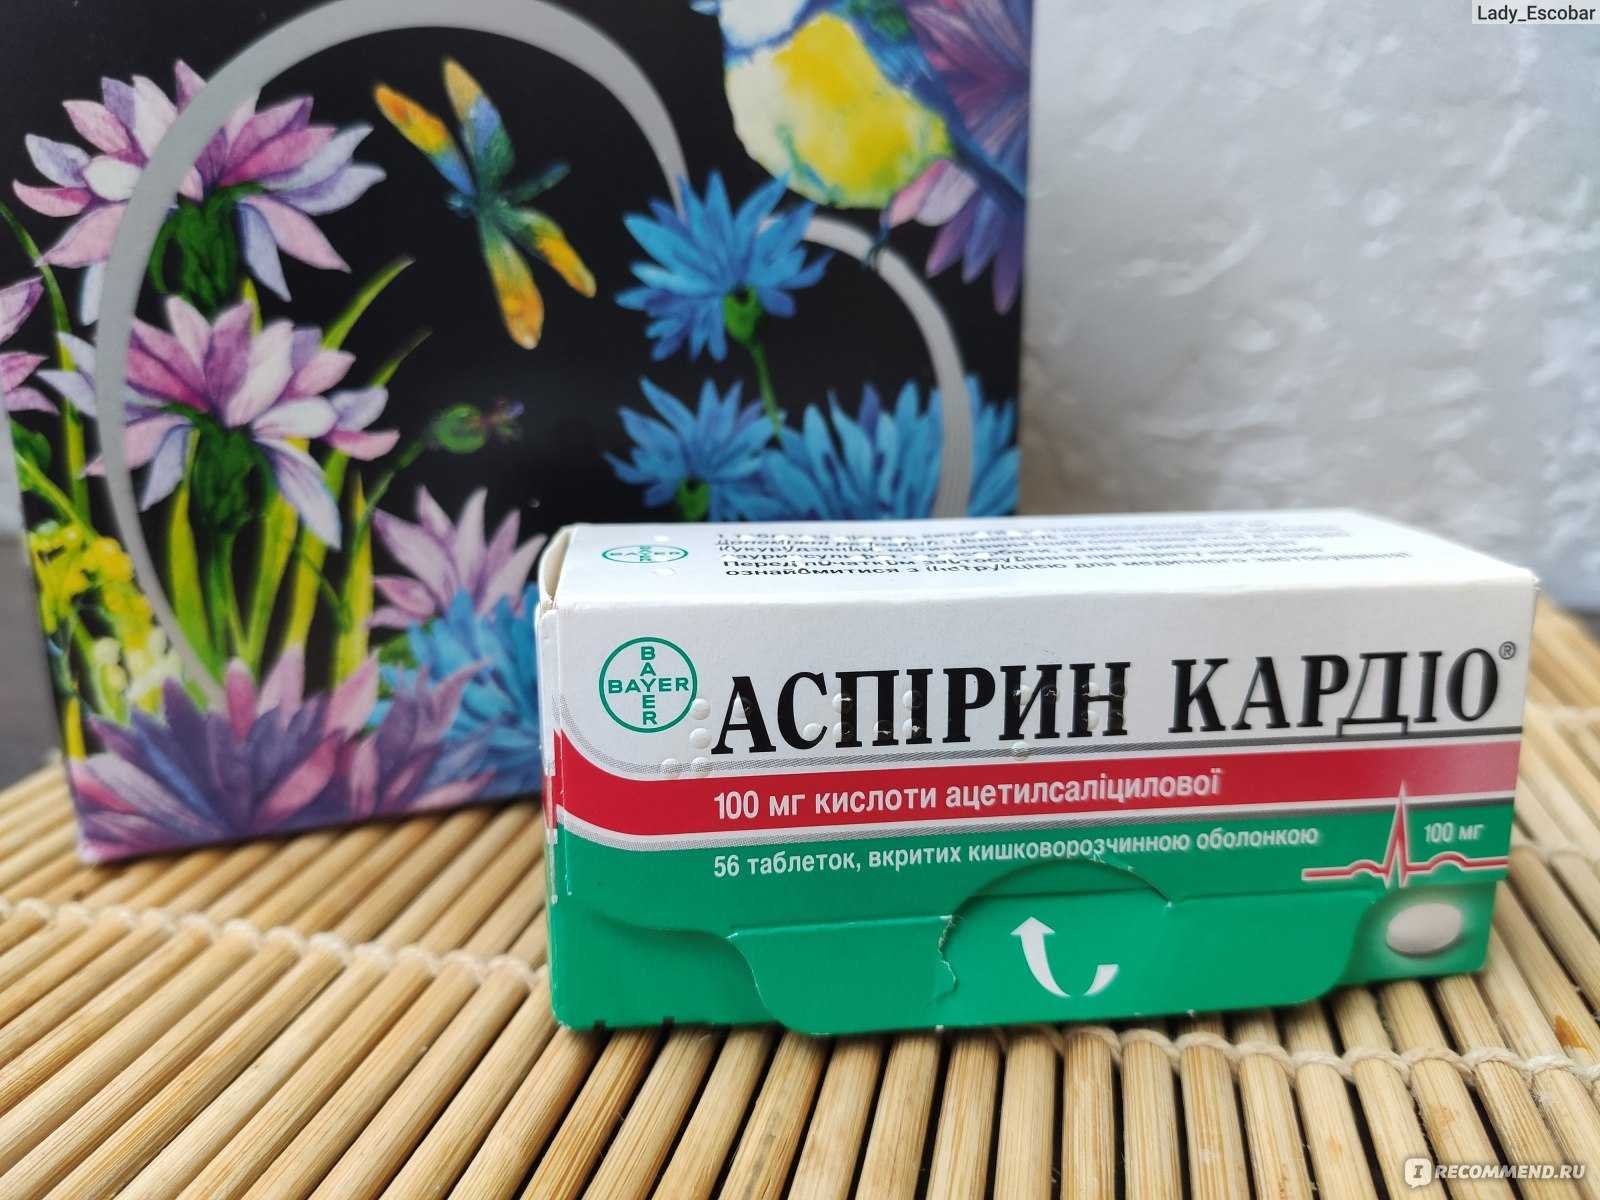 Lady_Escobar
BAYER
Перед початком застосування препарату необхідно
ознайомитися з інструкцією для медичного застосування!
BAYER
BAYER
АСПІРИН КАРДІО®
100 мг кислоти ацетилсаліцилової
56 таблеток, вкритих кишковорозчинною оболонкою
100 мг
IRECOMMEND.RU